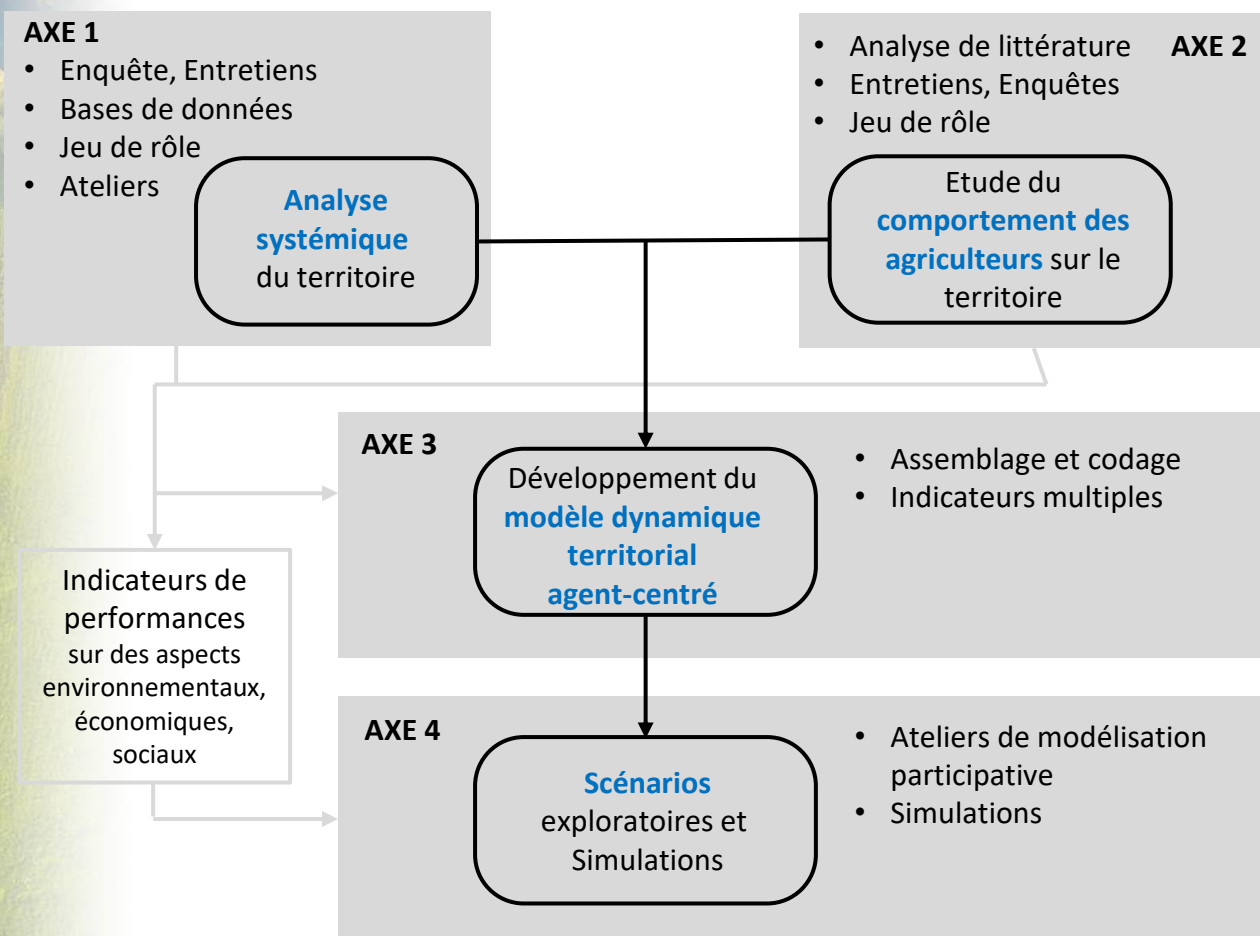 AXE 1
• Enquête, Entretiens
• Bases de données
• Jeu de rôle
• Ateliers
Analyse
systémique
du territoire
AXE 2
• Analyse de littérature
• Entretiens, Enquêtes
• Jeu de rôle
Etude du
comportement des
agriculteurs sur le
territoire
AXE 3
Développement du
modèle dynamique
territorial
agent-centré
• Assemblage et codage
• Indicateurs multiples
Indicateurs de
performances
sur des aspects
environnementaux,
économiques,
sociaux
AXE 4
Scénarios
exploratoires et
Simulations
• Ateliers de modélisation
participative
• Simulations